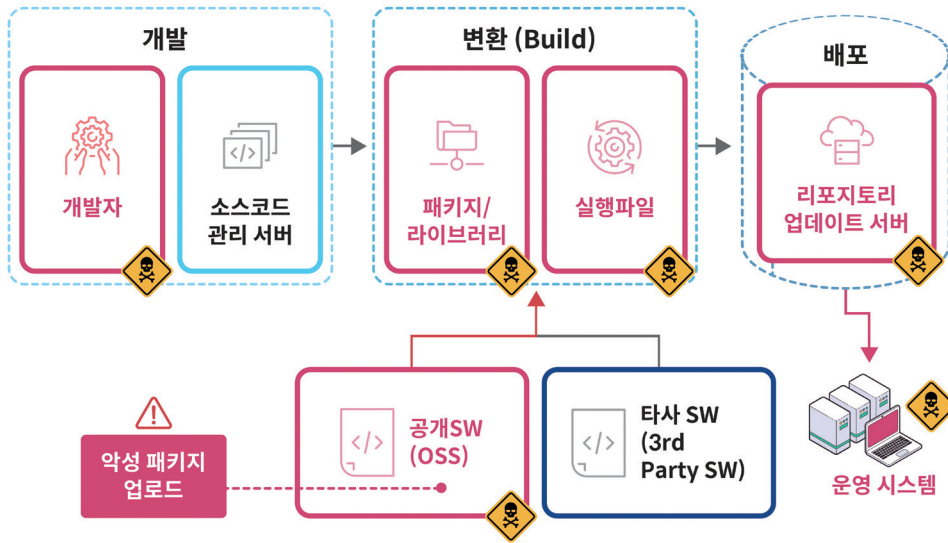 개발
변환 (Build)
배포
개발자
소스코드
관리 서버
패키지/
라이브러리
실행파일
리포지토리
업데이트 서버
악성 패키지
업로드
공개SW
(OSS)
타사 SW
(3rd
Party SW)
운영 시스템